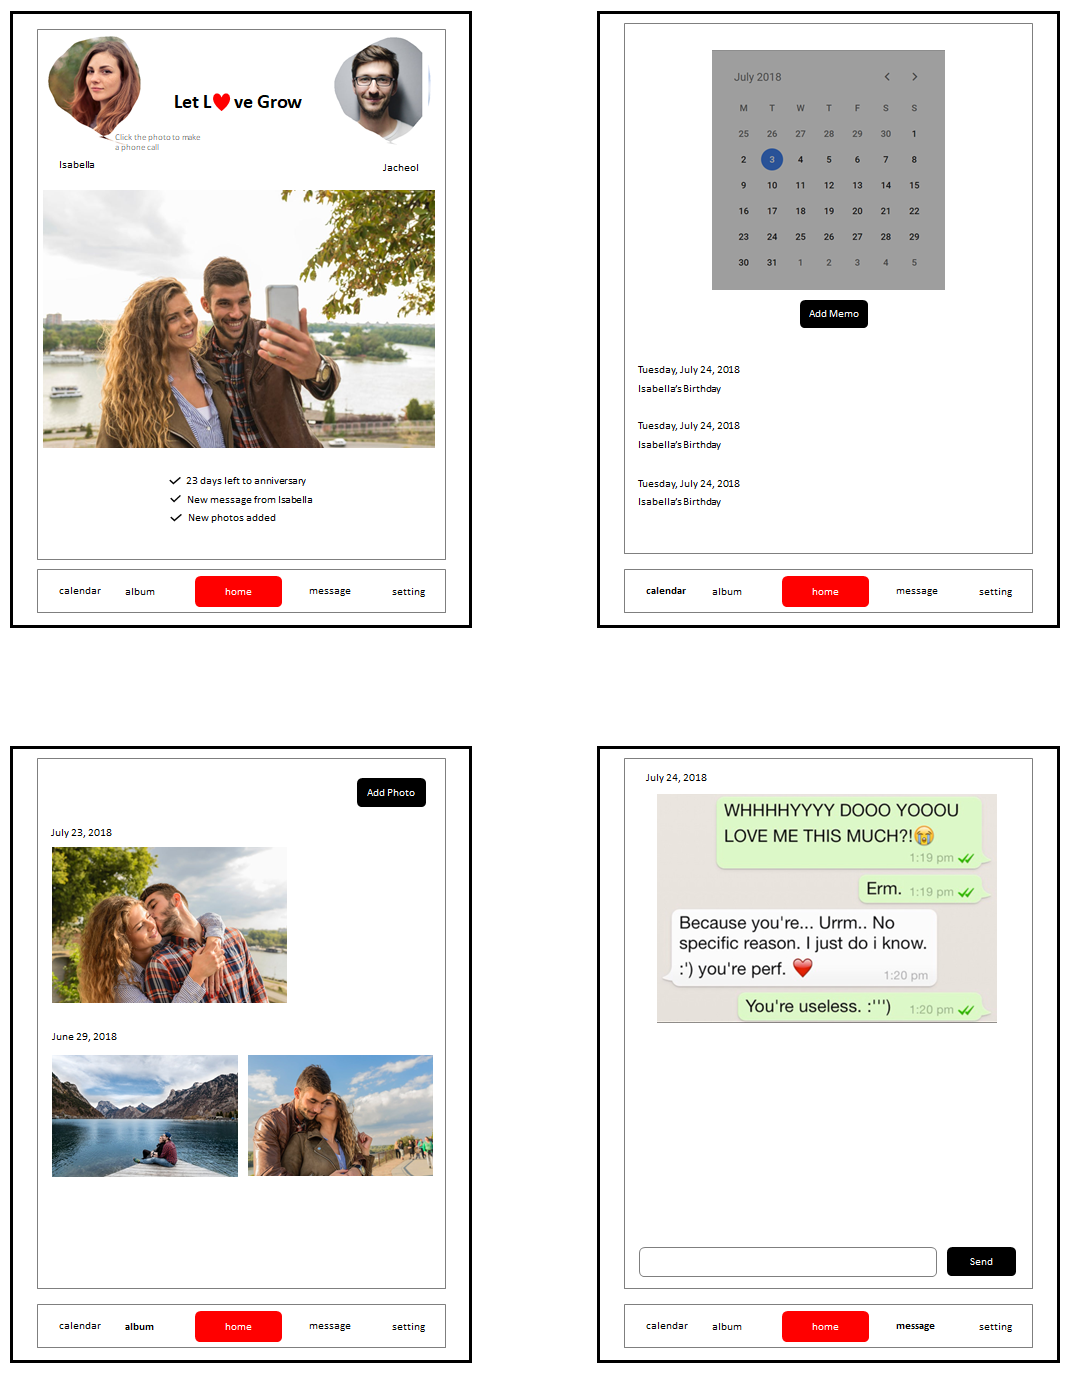 Let L❤ve Grow
Click the photo to make
a phone call
Isabella
Jacheol
23 days left to anniversary
New message from Isabella
New photos added
calendar album home message setting
July 2018
M T W T F S S
25 26 27 28 29 30 1
2 3 4 5 6 7 8
9 10 11 12 13 14 15
16 17 18 19 20 21 22
23 24 25 26 27 28 29
30 31 1 2 3 4 5
Add Memo
Tuesday, July 24, 2018
Isabella's Birthday
Tuesday, July 24, 2018
Isabella's Birthday
Tuesday, July 24, 2018
Isabella's Birthday
calendar album home message setting
Add Photo
July 23, 2018
June 29, 2018
calendar album home message setting
July 24, 2018
WHHHHYYYY DOOO YOOOU
LOVE ME THIS MUCH?!😭
1:19 pm
Erm. 1:19 pm
Because you're... Urrm.. No
specific reason. I just do i know.
:') you're perf. ❤️
1:20 pm
You're useless. :''') 1:20 pm
Send
calendar album home message setting